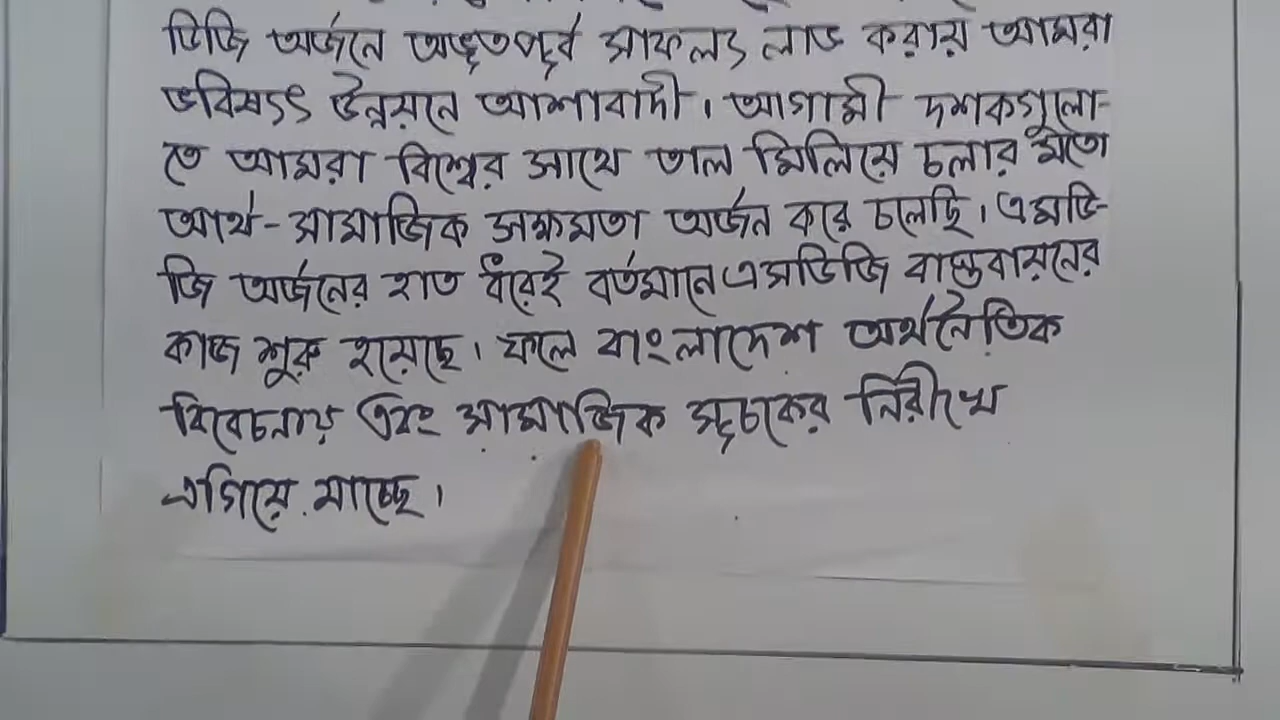 ডিজি অর্জনে অভূতপূর্ব সাফল্য লাভ করায় আমরা
ভবিষ্যৎ উন্নয়নে আশাবাদী। আগামী দশকগুলো-
তে আমরা বিশ্বের সাথে তাল মিলিয়ে চলার মতো
আর্থ-সামাজিক সক্ষমতা অর্জন করে চলেছি। এমডি-
জি অর্জনের হাত ধরেই বর্তমানে এসডিজি বাস্তবায়নের
কাজ শুরু হয়েছে। ফলে বাংলাদেশ অর্থনৈতিক
বিবেচনায় এবং সামাজিক সূচকের নিরীখে
এগিয়ে যাচ্ছে।